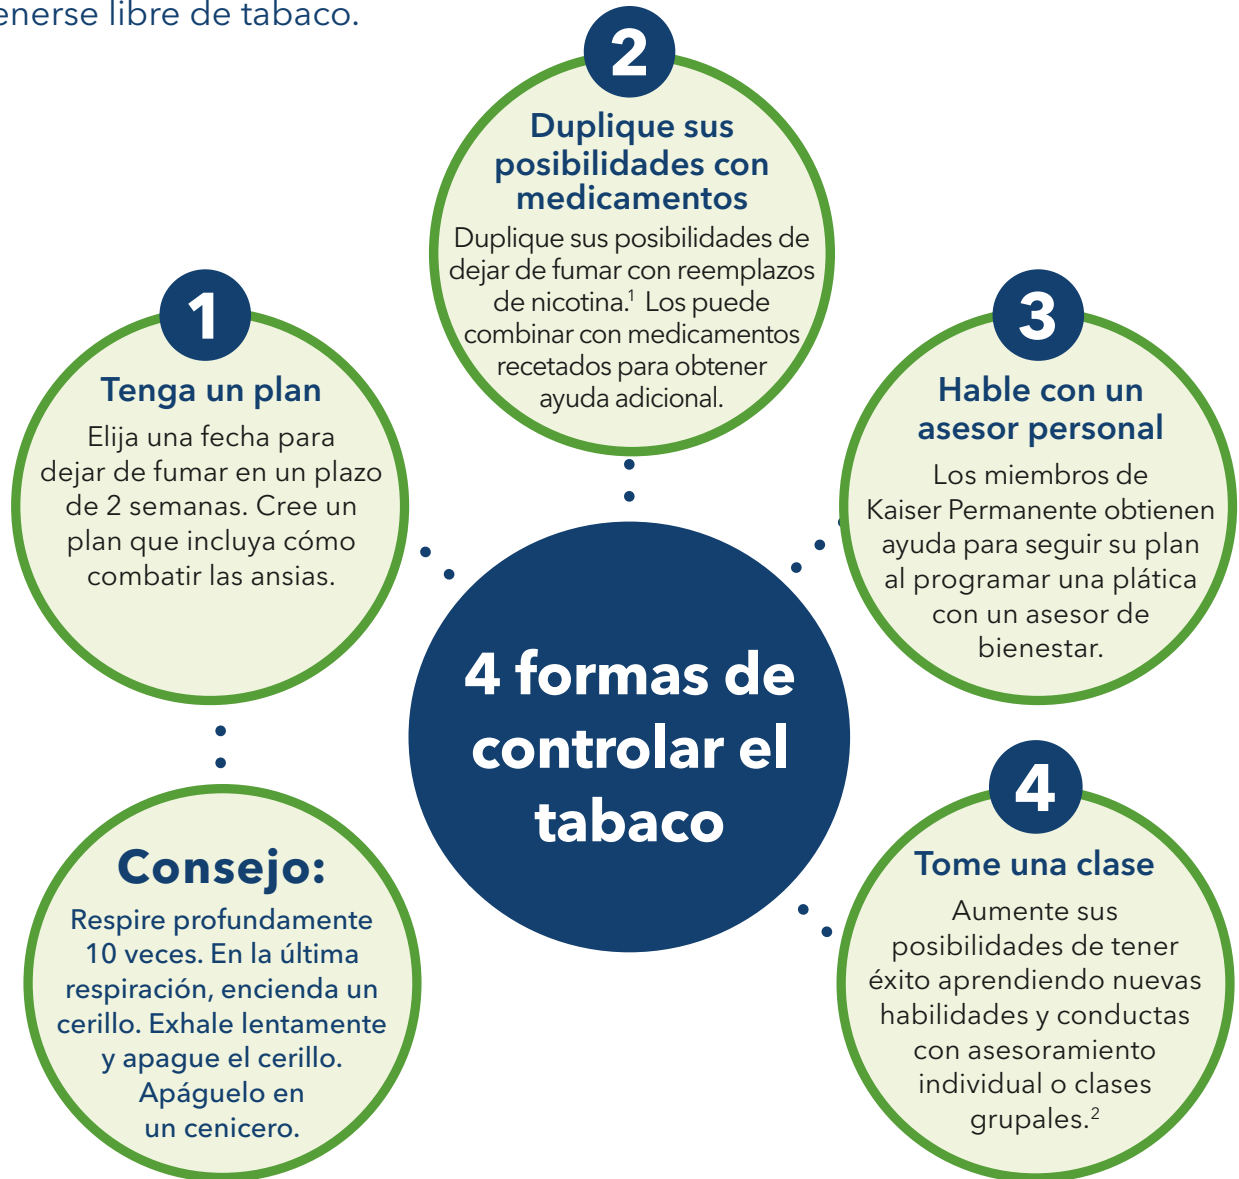 tenerse libre de tabaco.
1
Tenga un plan
Elija una fecha para
dejar de fumar en un plazo
de 2 semanas. Cree un
plan que incluya cómo
combatir las ansias.
2
Duplique sus
posibilidades con
medicamentos
Duplique sus posibilidades de
dejar de fumar con reemplazos
de nicotina.¹ Los puede
combinar con medicamentos
recetados para obtener
ayuda adicional.
3
Hable con un
asesor personal
Los miembros de
Kaiser Permanente obtienen
ayuda para seguir su plan
al programar una plática
con un asesor de
bienestar.
4
Tome una clase
Aumente sus
posibilidades de tener
éxito aprendiendo nuevas
habilidades y conductas
con asesoramiento
individual o clases
grupales.²
4 formas de
controlar el
tabaco
Consejo:
Respire profundamente
10 veces. En la última
respiración, encienda un
cerillo. Exhale lentamente
y apague el cerillo.
Apáguelo en
un cenicero.